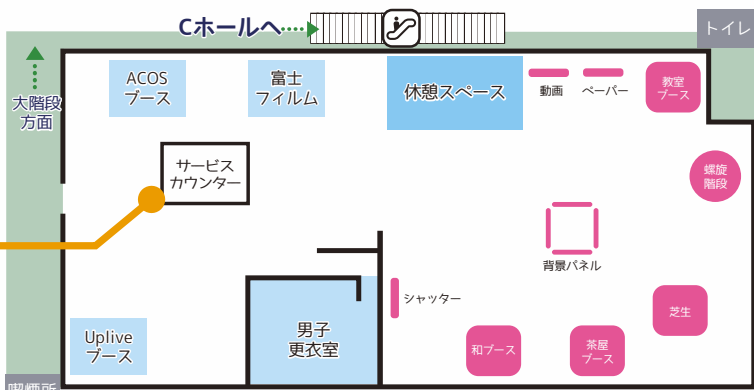 Cホールへ
トイレ
大階段
方面
ACOS
ブース
富士
フィルム
休憩スペース
動画
ペーパー
教室
ブース
サービス
カウンター
螺旋
階段
背景パネル
シャッター
芝生
Uplive
ブース
男子
更衣室
和ブース
茶屋
ブース
喫煙所